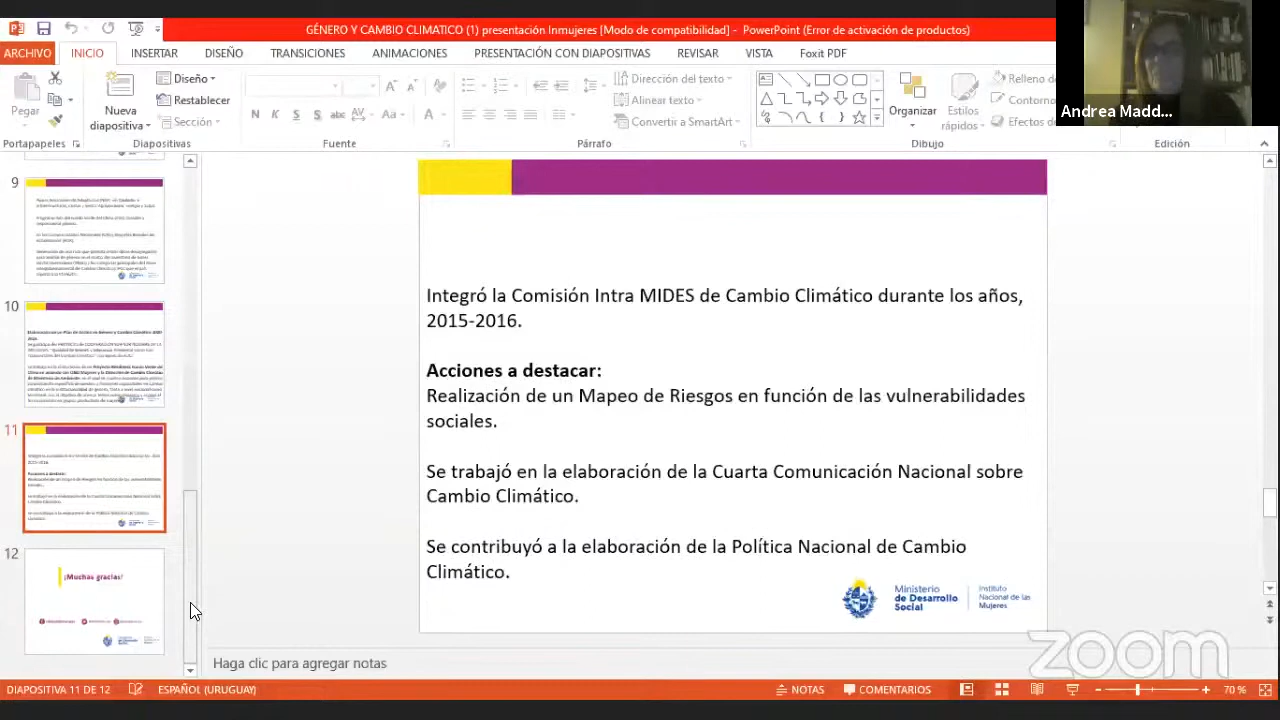 GÉNERO Y CAMBIO CLIMATICO (1) presentación Inmujeres [Modo de compatibilidad] - PowerPoint (Error de activación de productos)
ARCHIVO INICIO INSERTAR DISEÑO TRANSICIONES ANIMACIONES PRESENTACIÓN CON DIAPOSITIVAS REVISAR VISTA Foxit PDF
Andrea Madd...
Pegar
Nueva diapositiva
Diseño
Restablecer
Sección
N K S S abc AV Aa A
Dirección del texto
Alinear texto
Convertir a SmartArt
Organizar
Estilos rápidos
Relleno de
Contorno
Efectos
Portapapeles Diapositivas Fuente Párrafo Dibujo Edición
9
10
11
12
¡Muchas gracias!
Integró la Comisión Intra MIDES de Cambio Climático durante los años,
2015-2016.
Acciones a destacar:
Realización de un Mapeo de Riesgos en función de las vulnerabilidades
sociales.
Se trabajó en la elaboración de la Curta Comunicación Nacional sobre
Cambio Climático.
Se contribuyó a la elaboración de la Política Nacional de Cambio
Climático.
Ministerio
de Desarrollo
Social
Instituto
Nacional de las
Mujeres
zoom
Haga clic para agregar notas
DIAPOSITIVA 11 DE 12 ESPAÑOL (URUGUAY) NOTAS COMENTARIOS 70 %